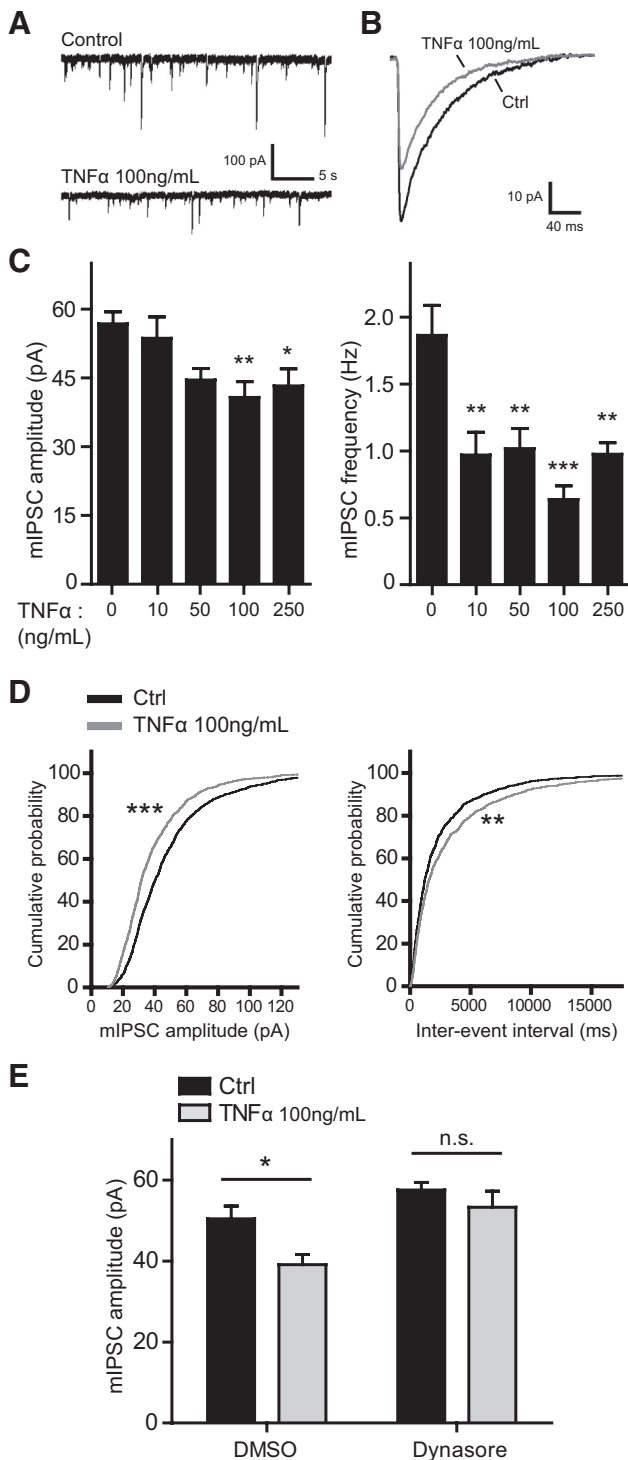 A
Control
100 pA
5 s
TNFα 100ng/mL
B
TNFα 100ng/mL
Ctrl
10 pA
40 ms
C
mIPSC amplitude (pA)
60
45
30
15
0
** *
TNFα : 0 10 50 100 250
(ng/mL)
mIPSC frequency (Hz)
2.0
1.5
1.0
0.5
0
** ** *** **
0 10 50 100 250
D
Ctrl
TNFα 100ng/mL
Cumulative probability
100
80
60
40
20
0
***
0 20 40 60 80 100 120
mIPSC amplitude (pA)
Cumulative probability
100
80
60
40
20
0
**
0 5000 10000 15000
Inter-event interval (ms)
E
Ctrl
TNFα 100ng/mL
mIPSC amplitude (pA)
60
40
20
0
*
n.s.
DMSO Dynasore